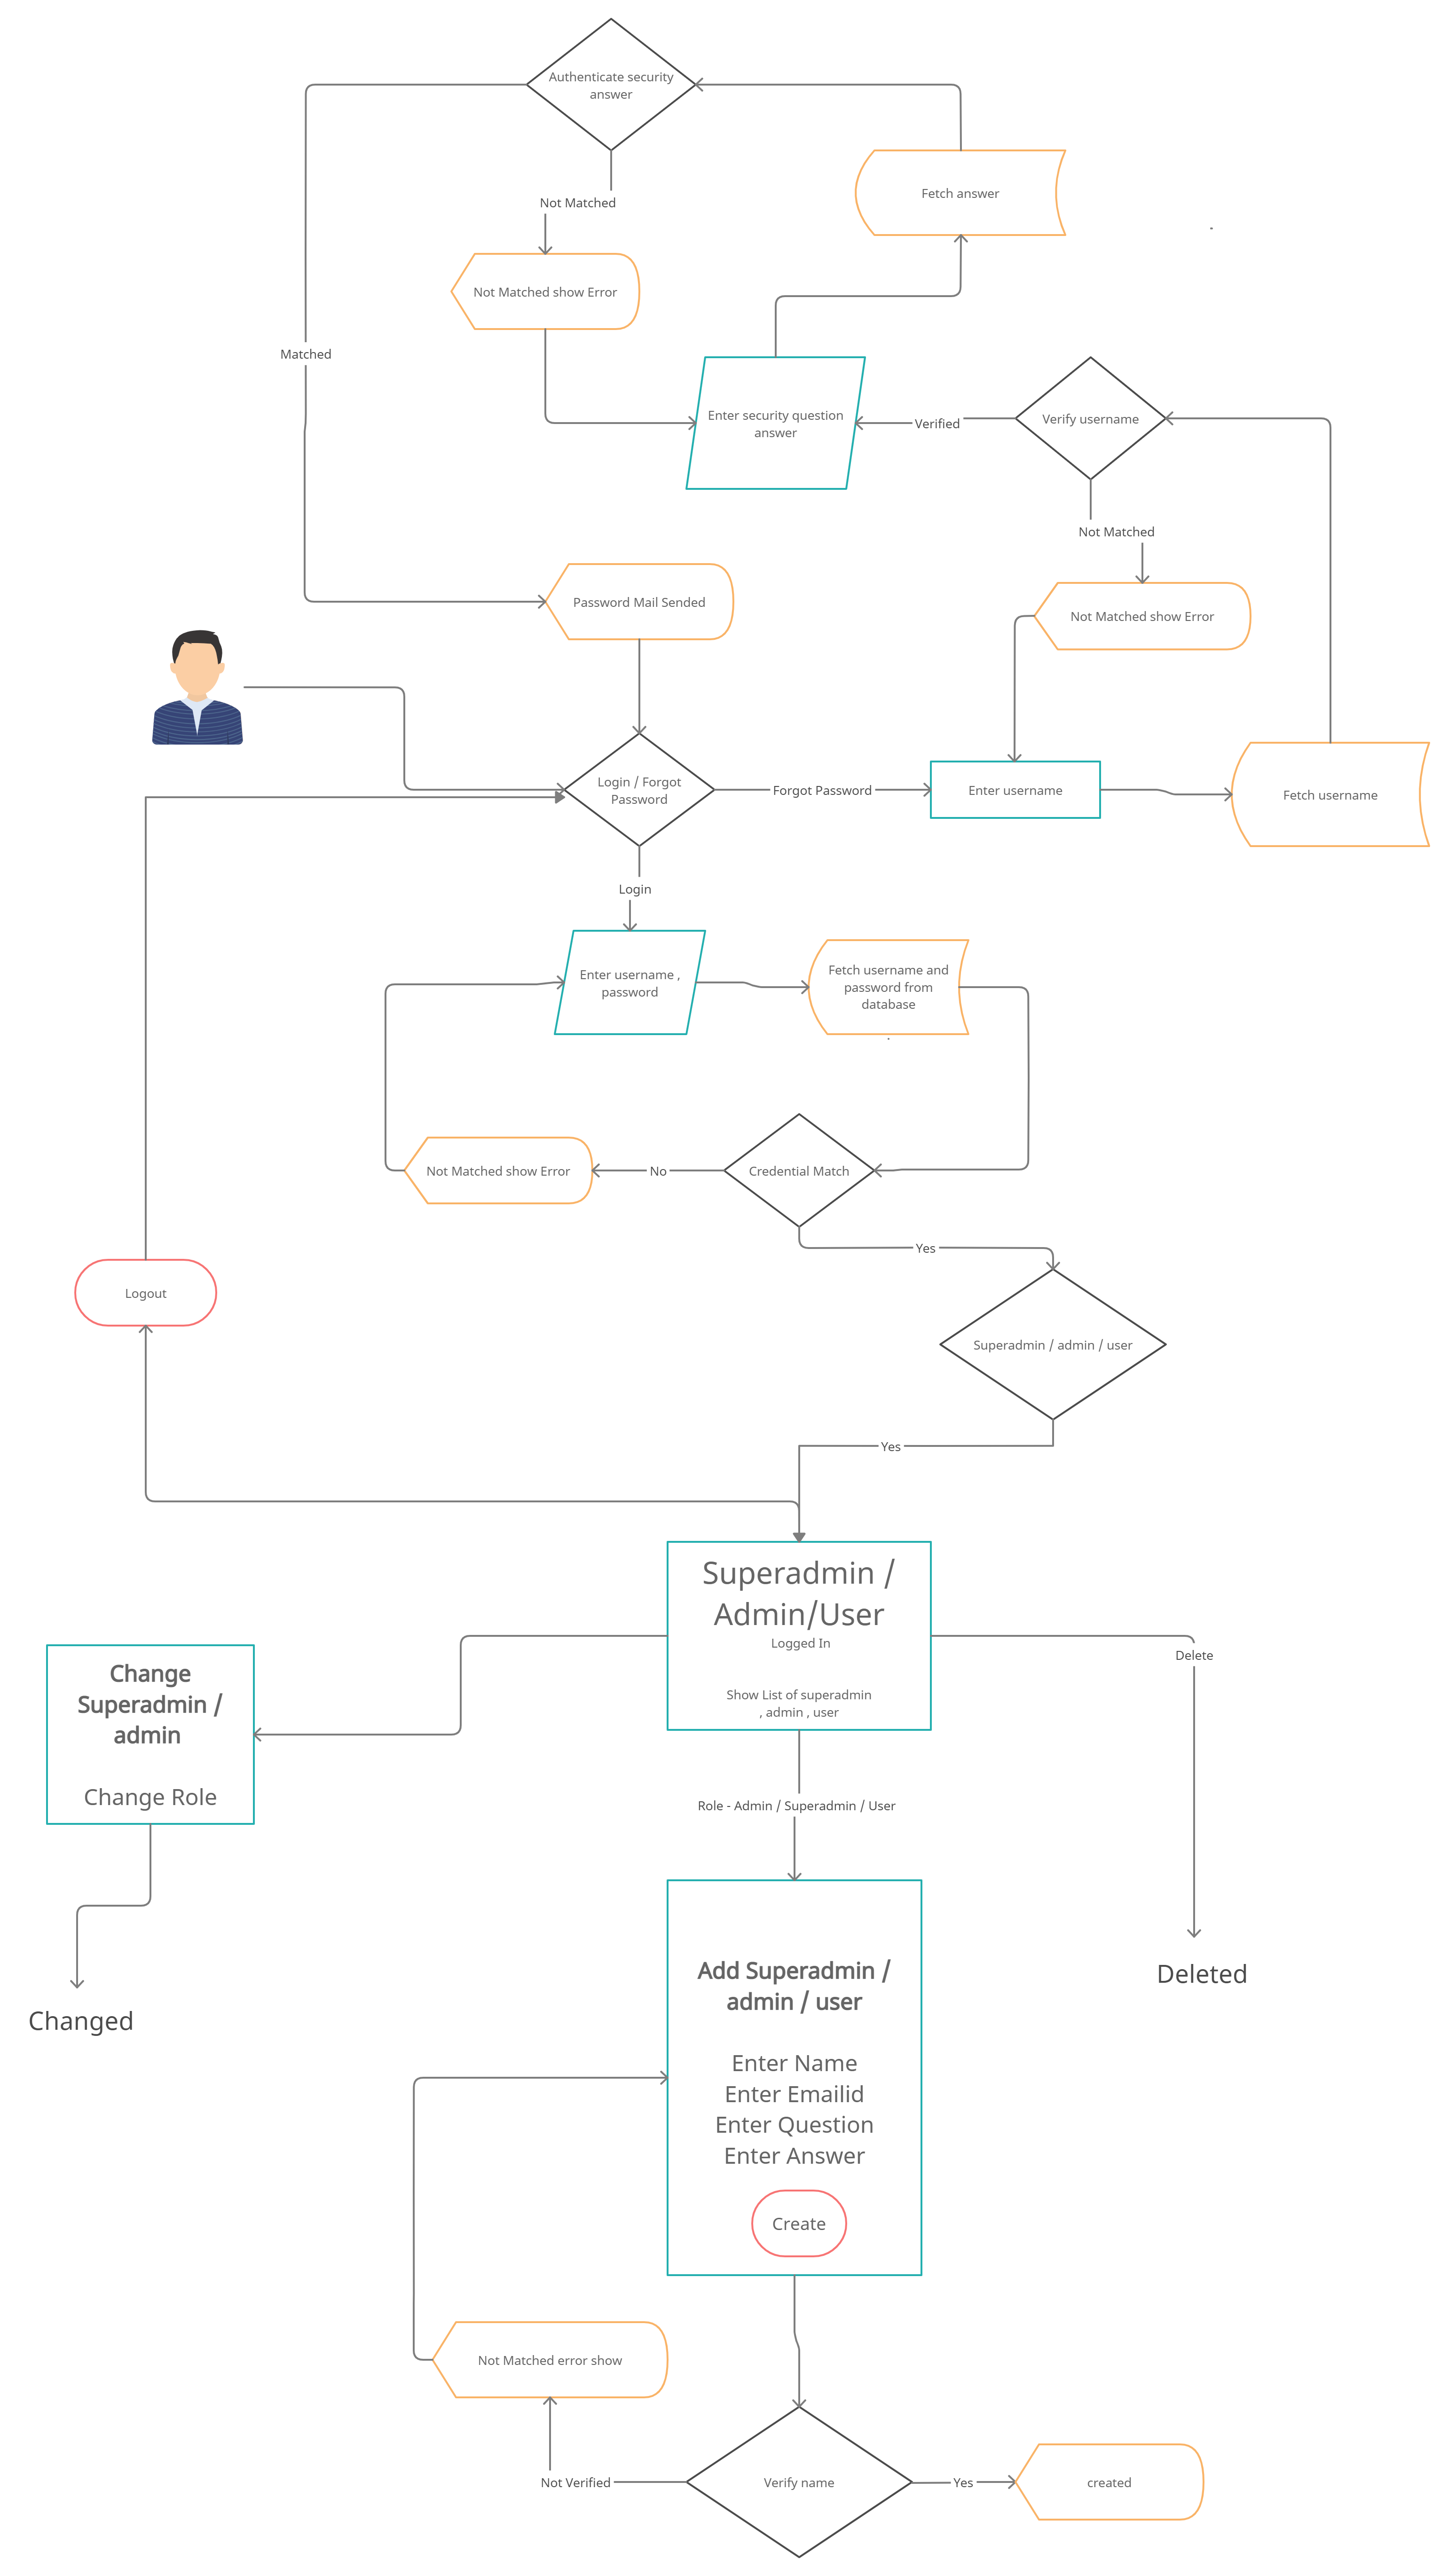 Authenticate security
answer
Fetch answer
Not Matched
Not Matched show Error
Matched
Enter security question
answer
Verified
Verify username
Not Matched
Password Mail Sended
Not Matched show Error
Login / Forgot
Password
Forgot Password
Enter username
Fetch username
Login
Enter username ,
password
Fetch username and
password from
database
Not Matched show Error
No
Credential Match
Yes
Logout
Superadmin / admin / user
Yes
Superadmin /
Admin/User
Logged In
Show List of superadmin
, admin , user
Delete
Change
Superadmin /
admin
Change Role
Role - Admin / Superadmin / User
Changed
Deleted
Add Superadmin /
admin / user
Enter Name
Enter Emailid
Enter Question
Enter Answer
Create
Not Matched error show
Not Verified
Verify name
Yes
created